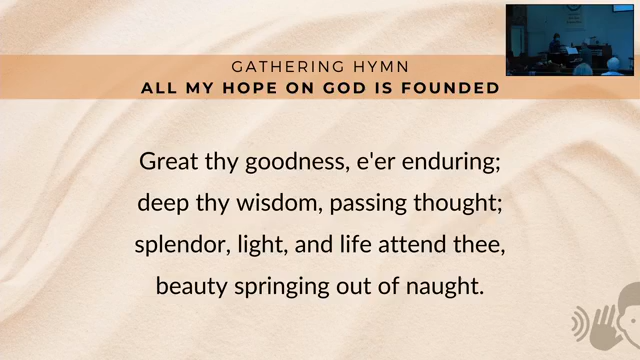 GATHERING HYMN
ALL MY HOPE ON GOD IS FOUNDED
Great thy goodness, e'er enduring;
deep thy wisdom, passing thought;
splendor, light, and life attend thee,
beauty springing out of naught.